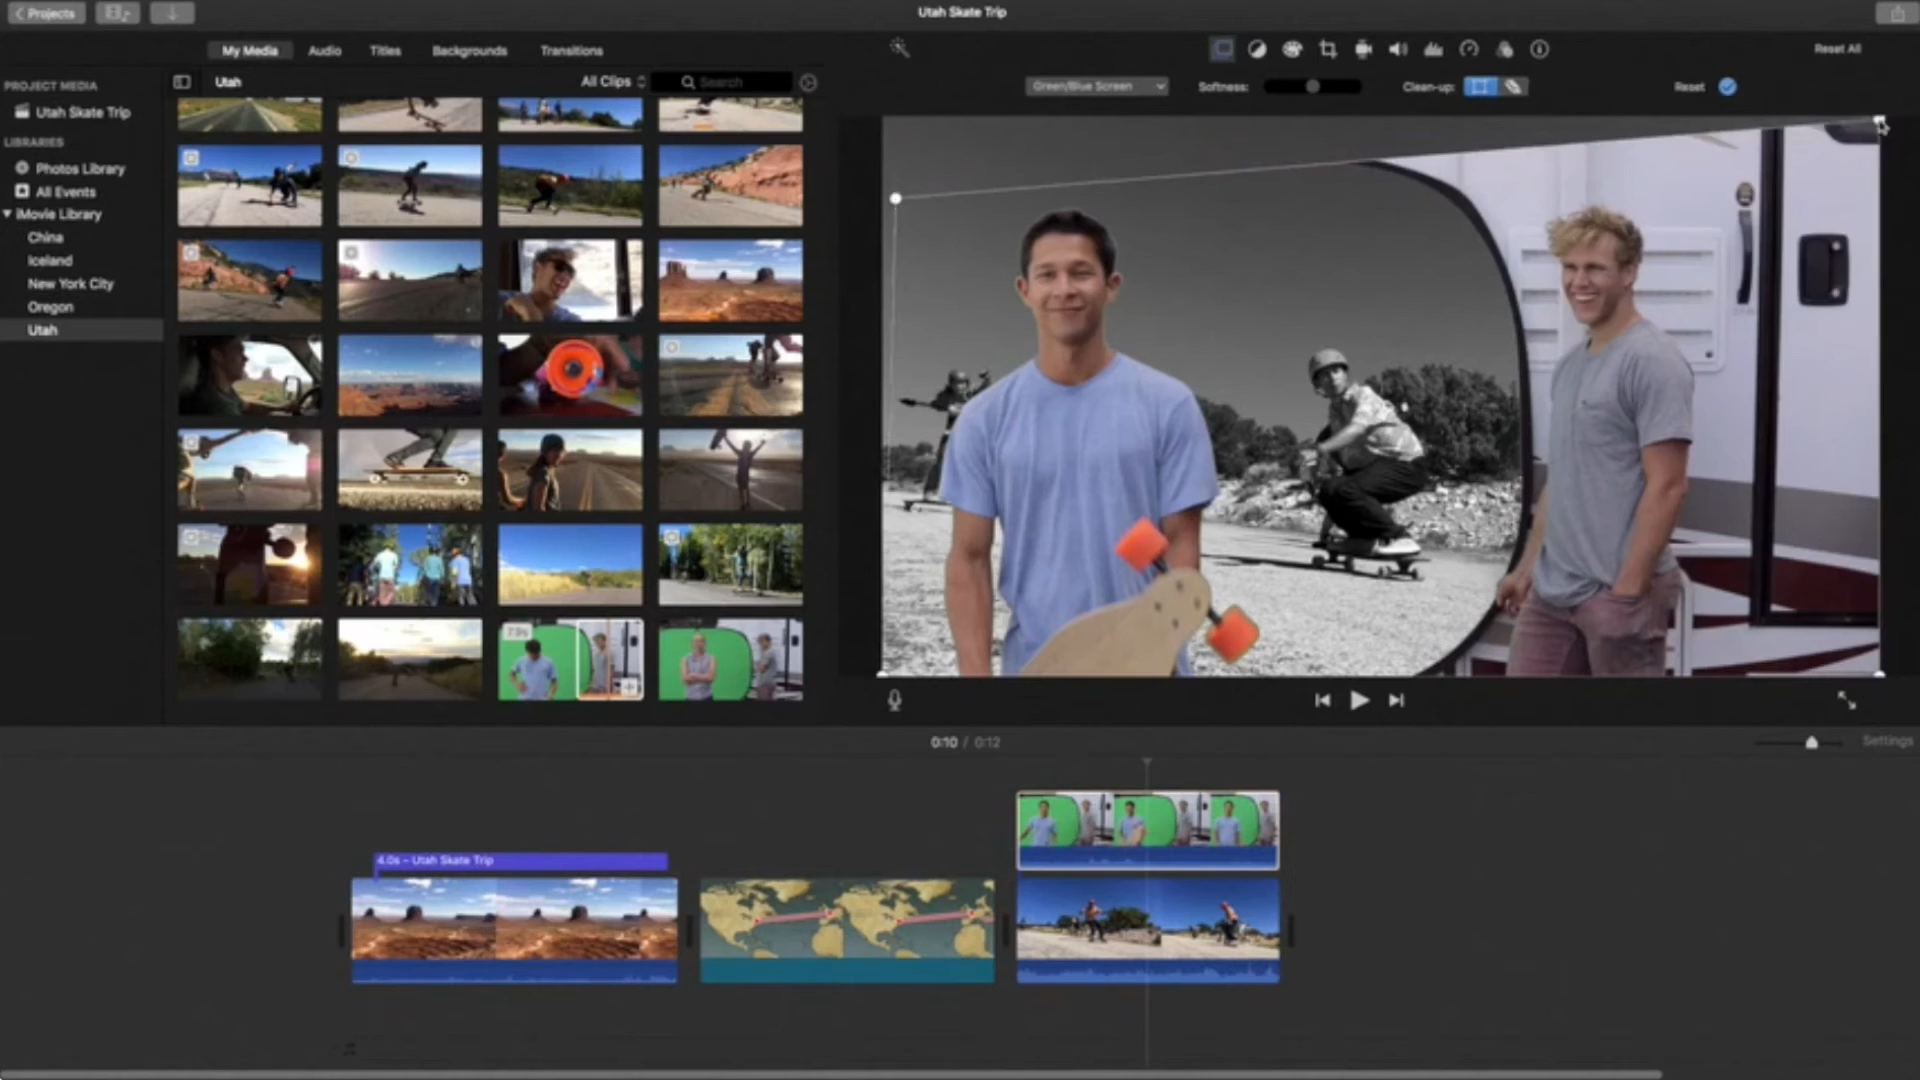 Projects
Utah Skate Trip
My Media
Audio
Titles
Backgrounds
Transitions
Reset All
PROJECT MEDIA
Utah Skate Trip
LIBRARIES
Photos Library
All Events
iMovie Library
China
Iceland
New York City
Oregon
Utah
Utah
All Clips
Search
Green/Blue Screen
Softness:
Clean-up:
Reset
7.9s
0:10 / 0:12
Settings
4.0s – Utah Skate Trip